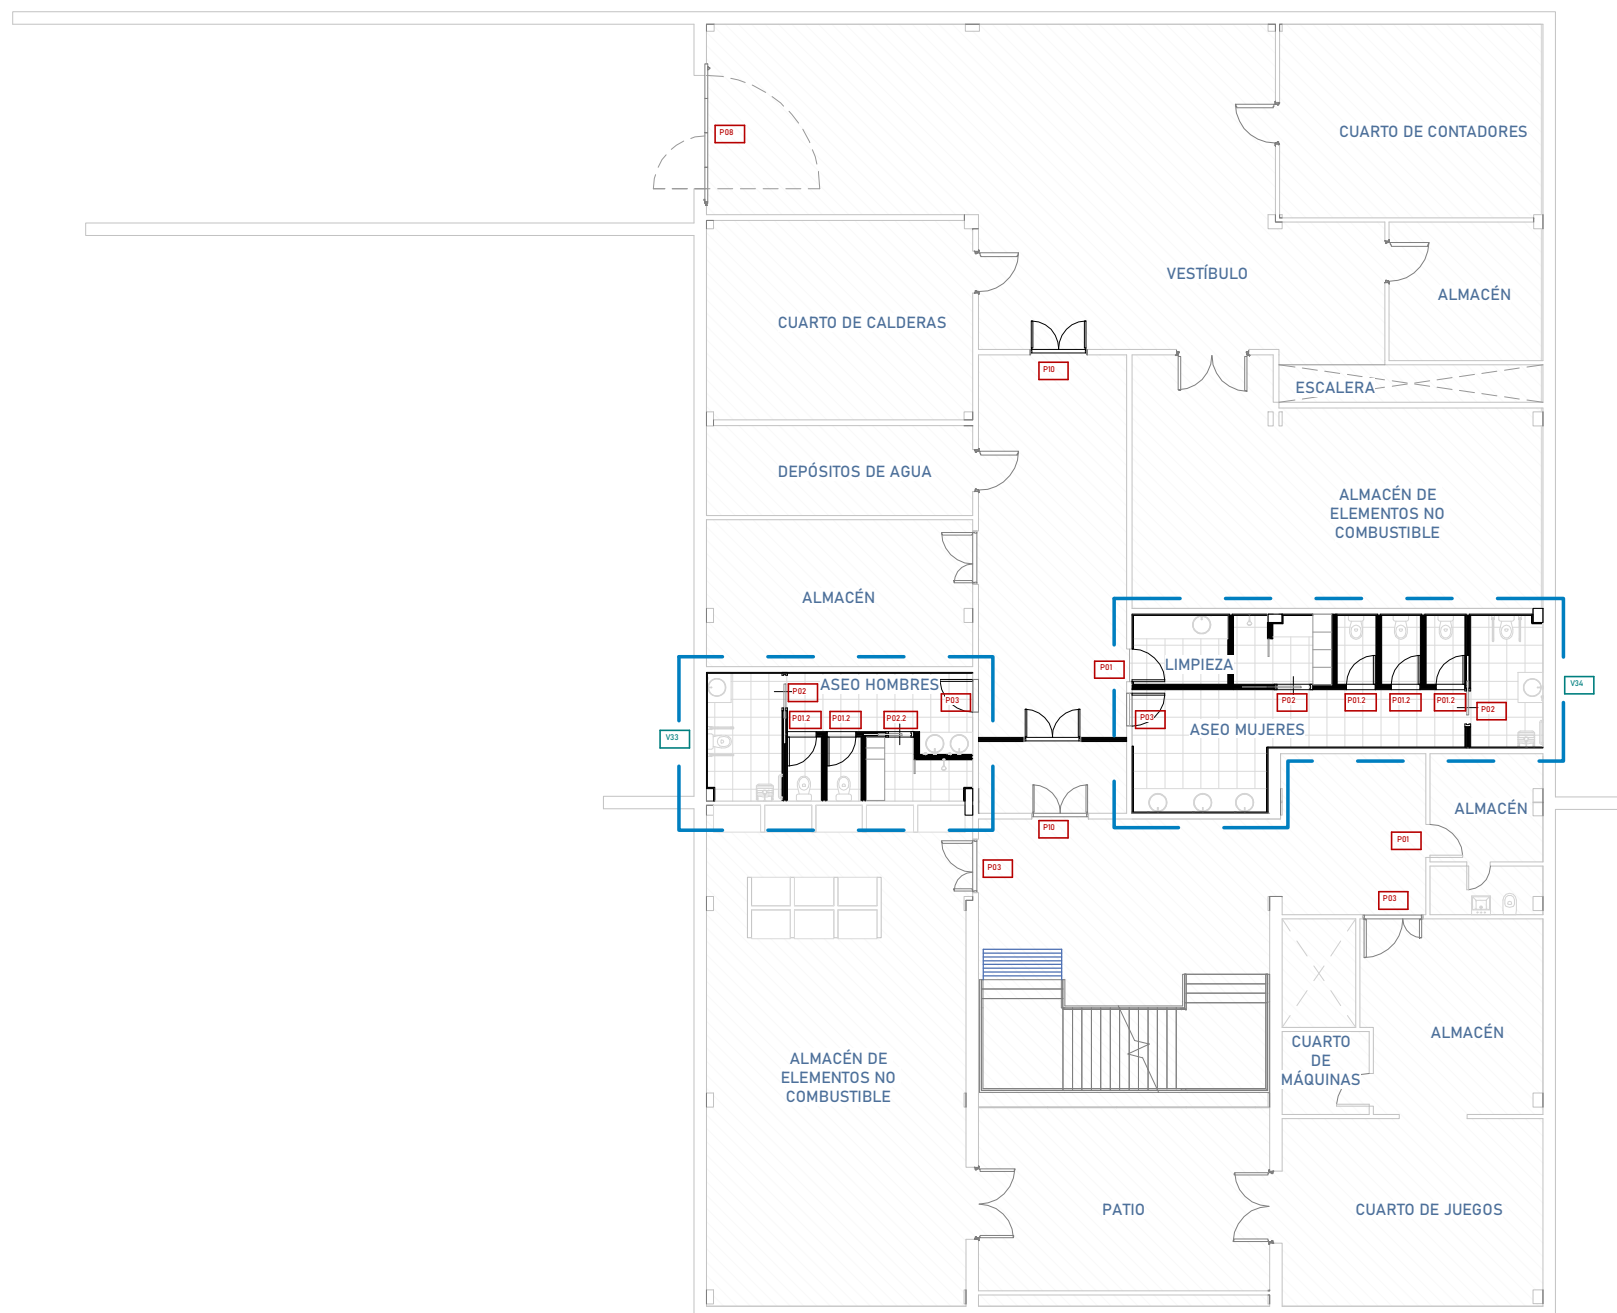 P08
CUARTO DE CONTADORES
VESTÍBULO
ALMACÉN
CUARTO DE CALDERAS
P10
ESCALERA
DEPÓSITOS DE AGUA
ALMACÉN DE
ELEMENTOS NO
COMBUSTIBLE
ALMACÉN
LIMPIEZA
P01
ASEO HOMBRES
P02
P03
V34
P02
P01.2
P01.2
P01.2
P02
P01.2
P01.2
P02.2
P03
ASEO MUJERES
V33
ALMACÉN
P10
P01
P03
P03
ALMACÉN
CUARTO
DE
MÁQUINAS
ALMACÉN DE
ELEMENTOS NO
COMBUSTIBLE
PATIO
CUARTO DE JUEGOS